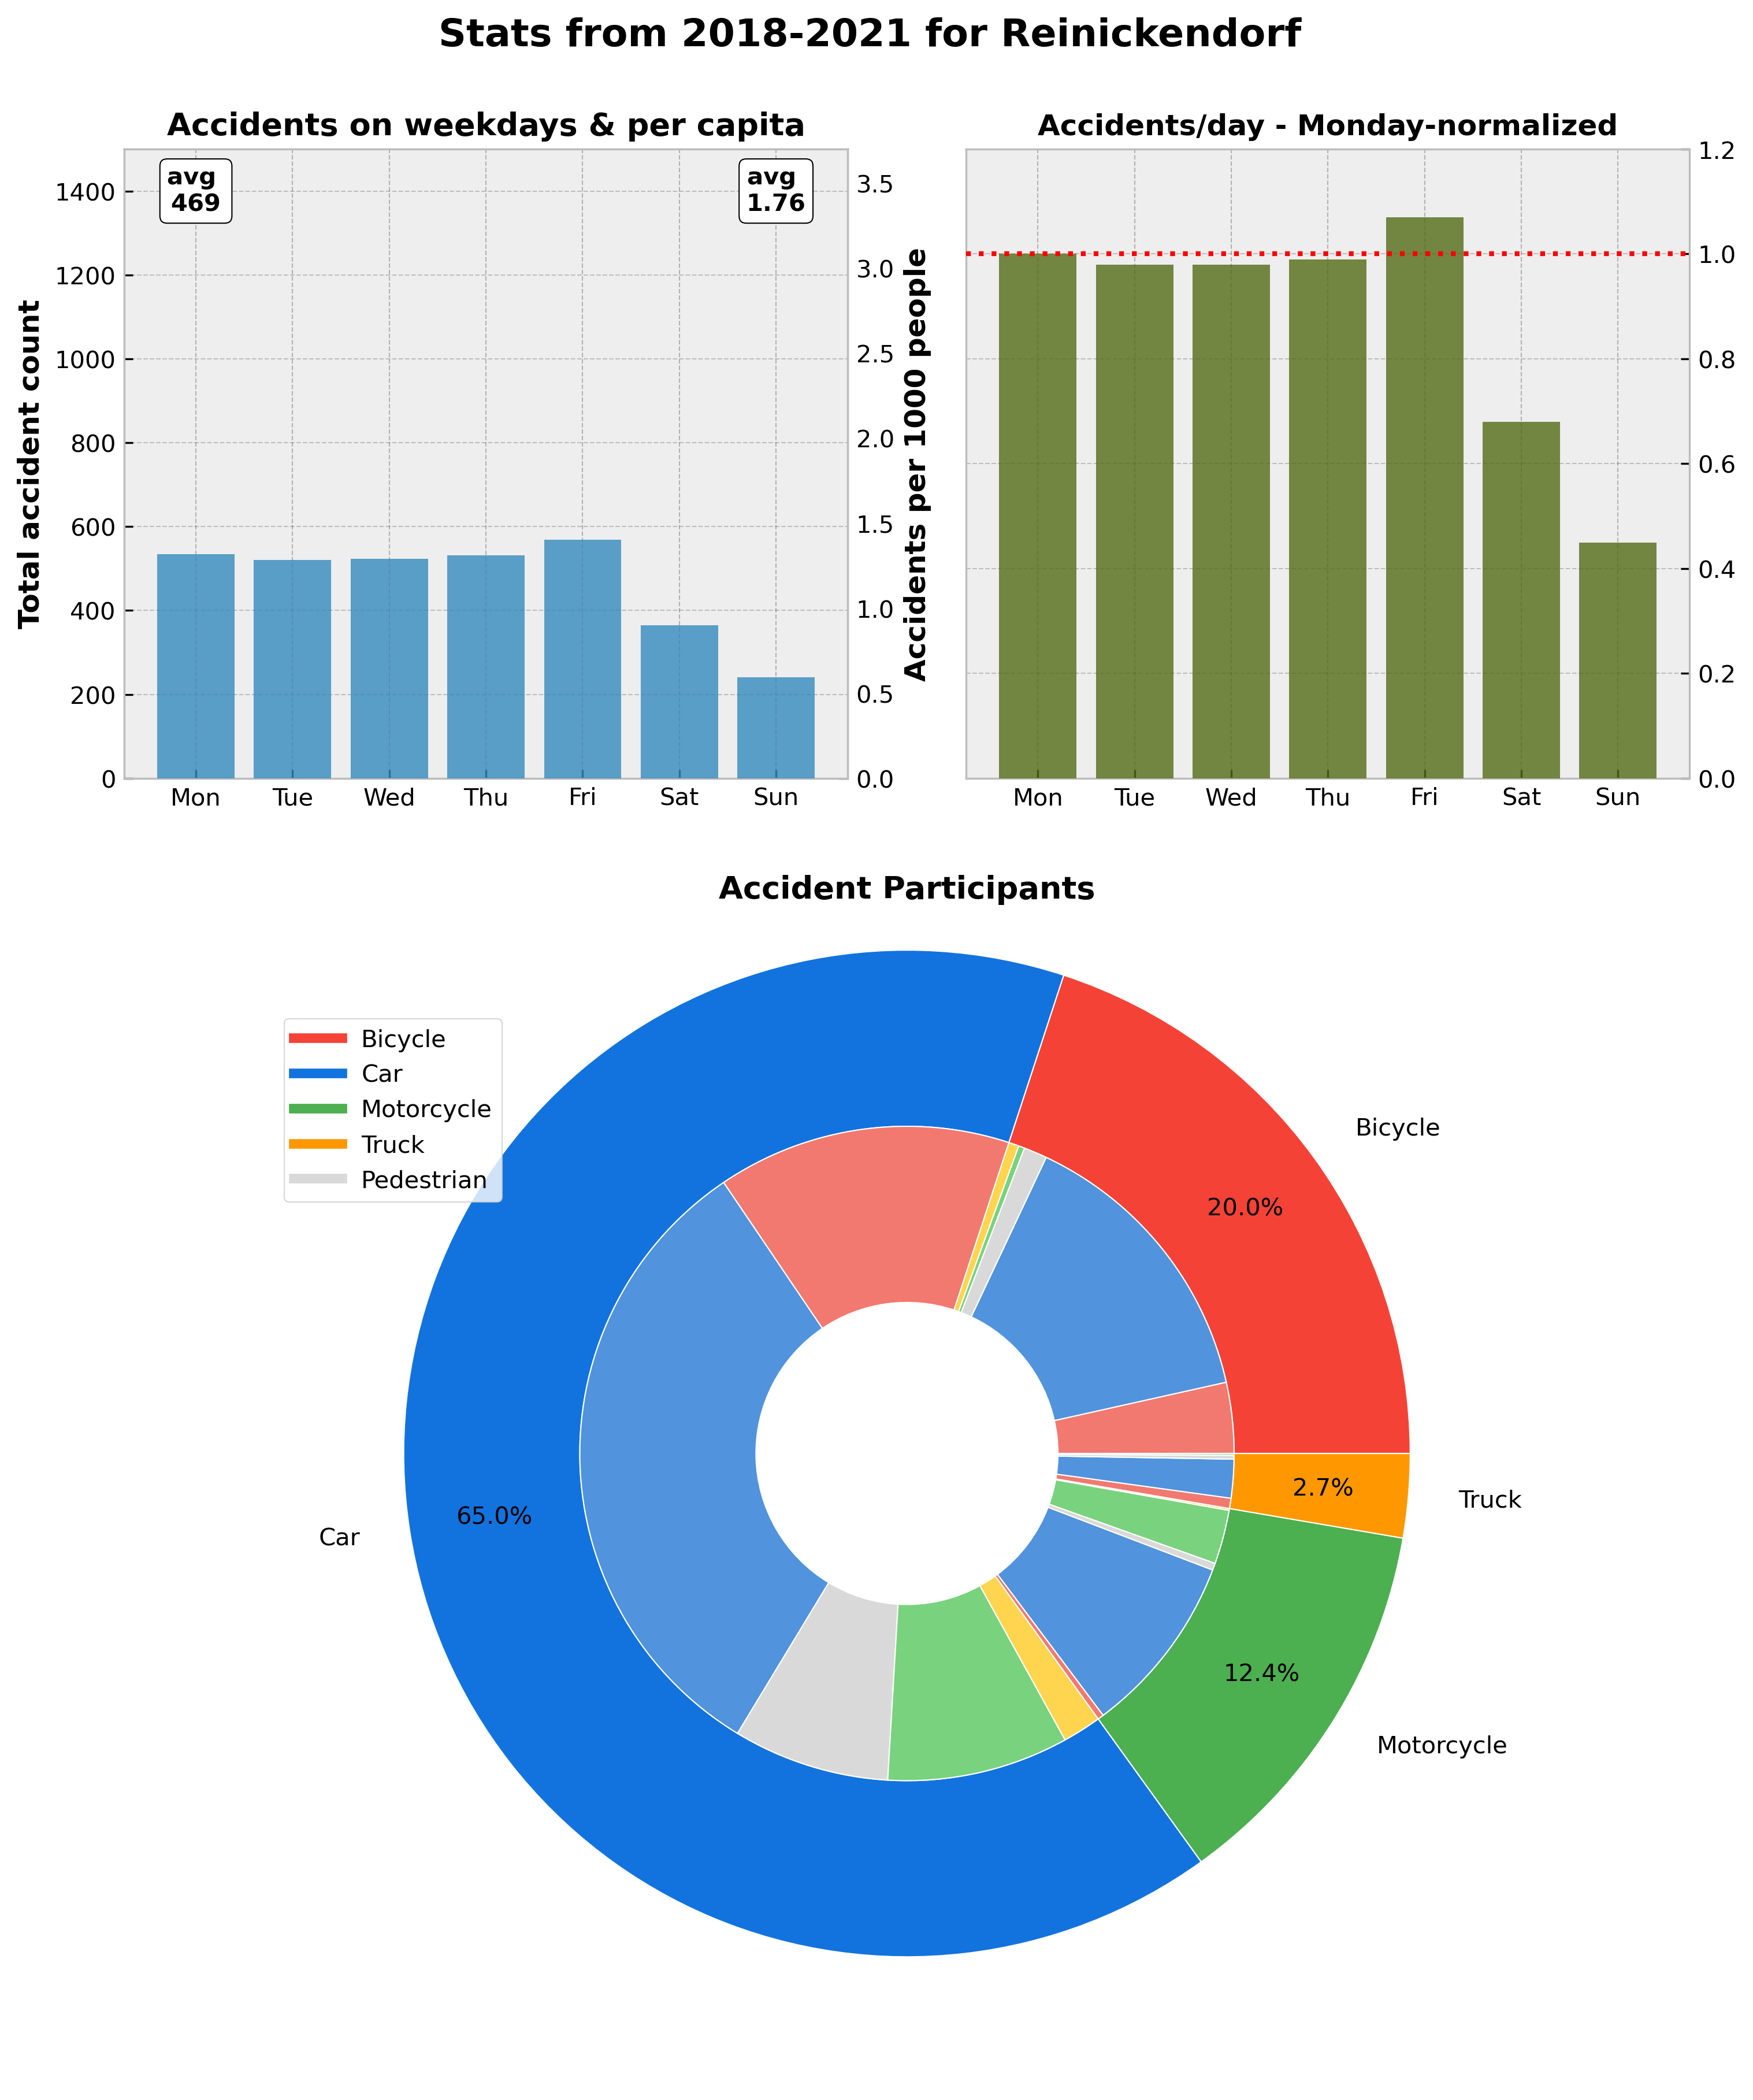 Stats from 2018-2021 for Reinickendorf
Accidents on weekdays & per capita
Total accident count
1400
1200
1000
800
600
400
200
0
avg
469
avg
1.76
3.5
3.0
2.5
2.0
1.5
1.0
0.5
0.0
Accidents per 1000 people
Mon Tue Wed Thu Fri Sat Sun
Accidents/day - Monday-normalized
1.2
1.0
0.8
0.6
0.4
0.2
0.0
Mon Tue Wed Thu Fri Sat Sun
Accident Participants
Bicycle
Car
Motorcycle
Truck
Pedestrian
Bicycle
20.0%
Car
65.0%
Truck
2.7%
Motorcycle
12.4%